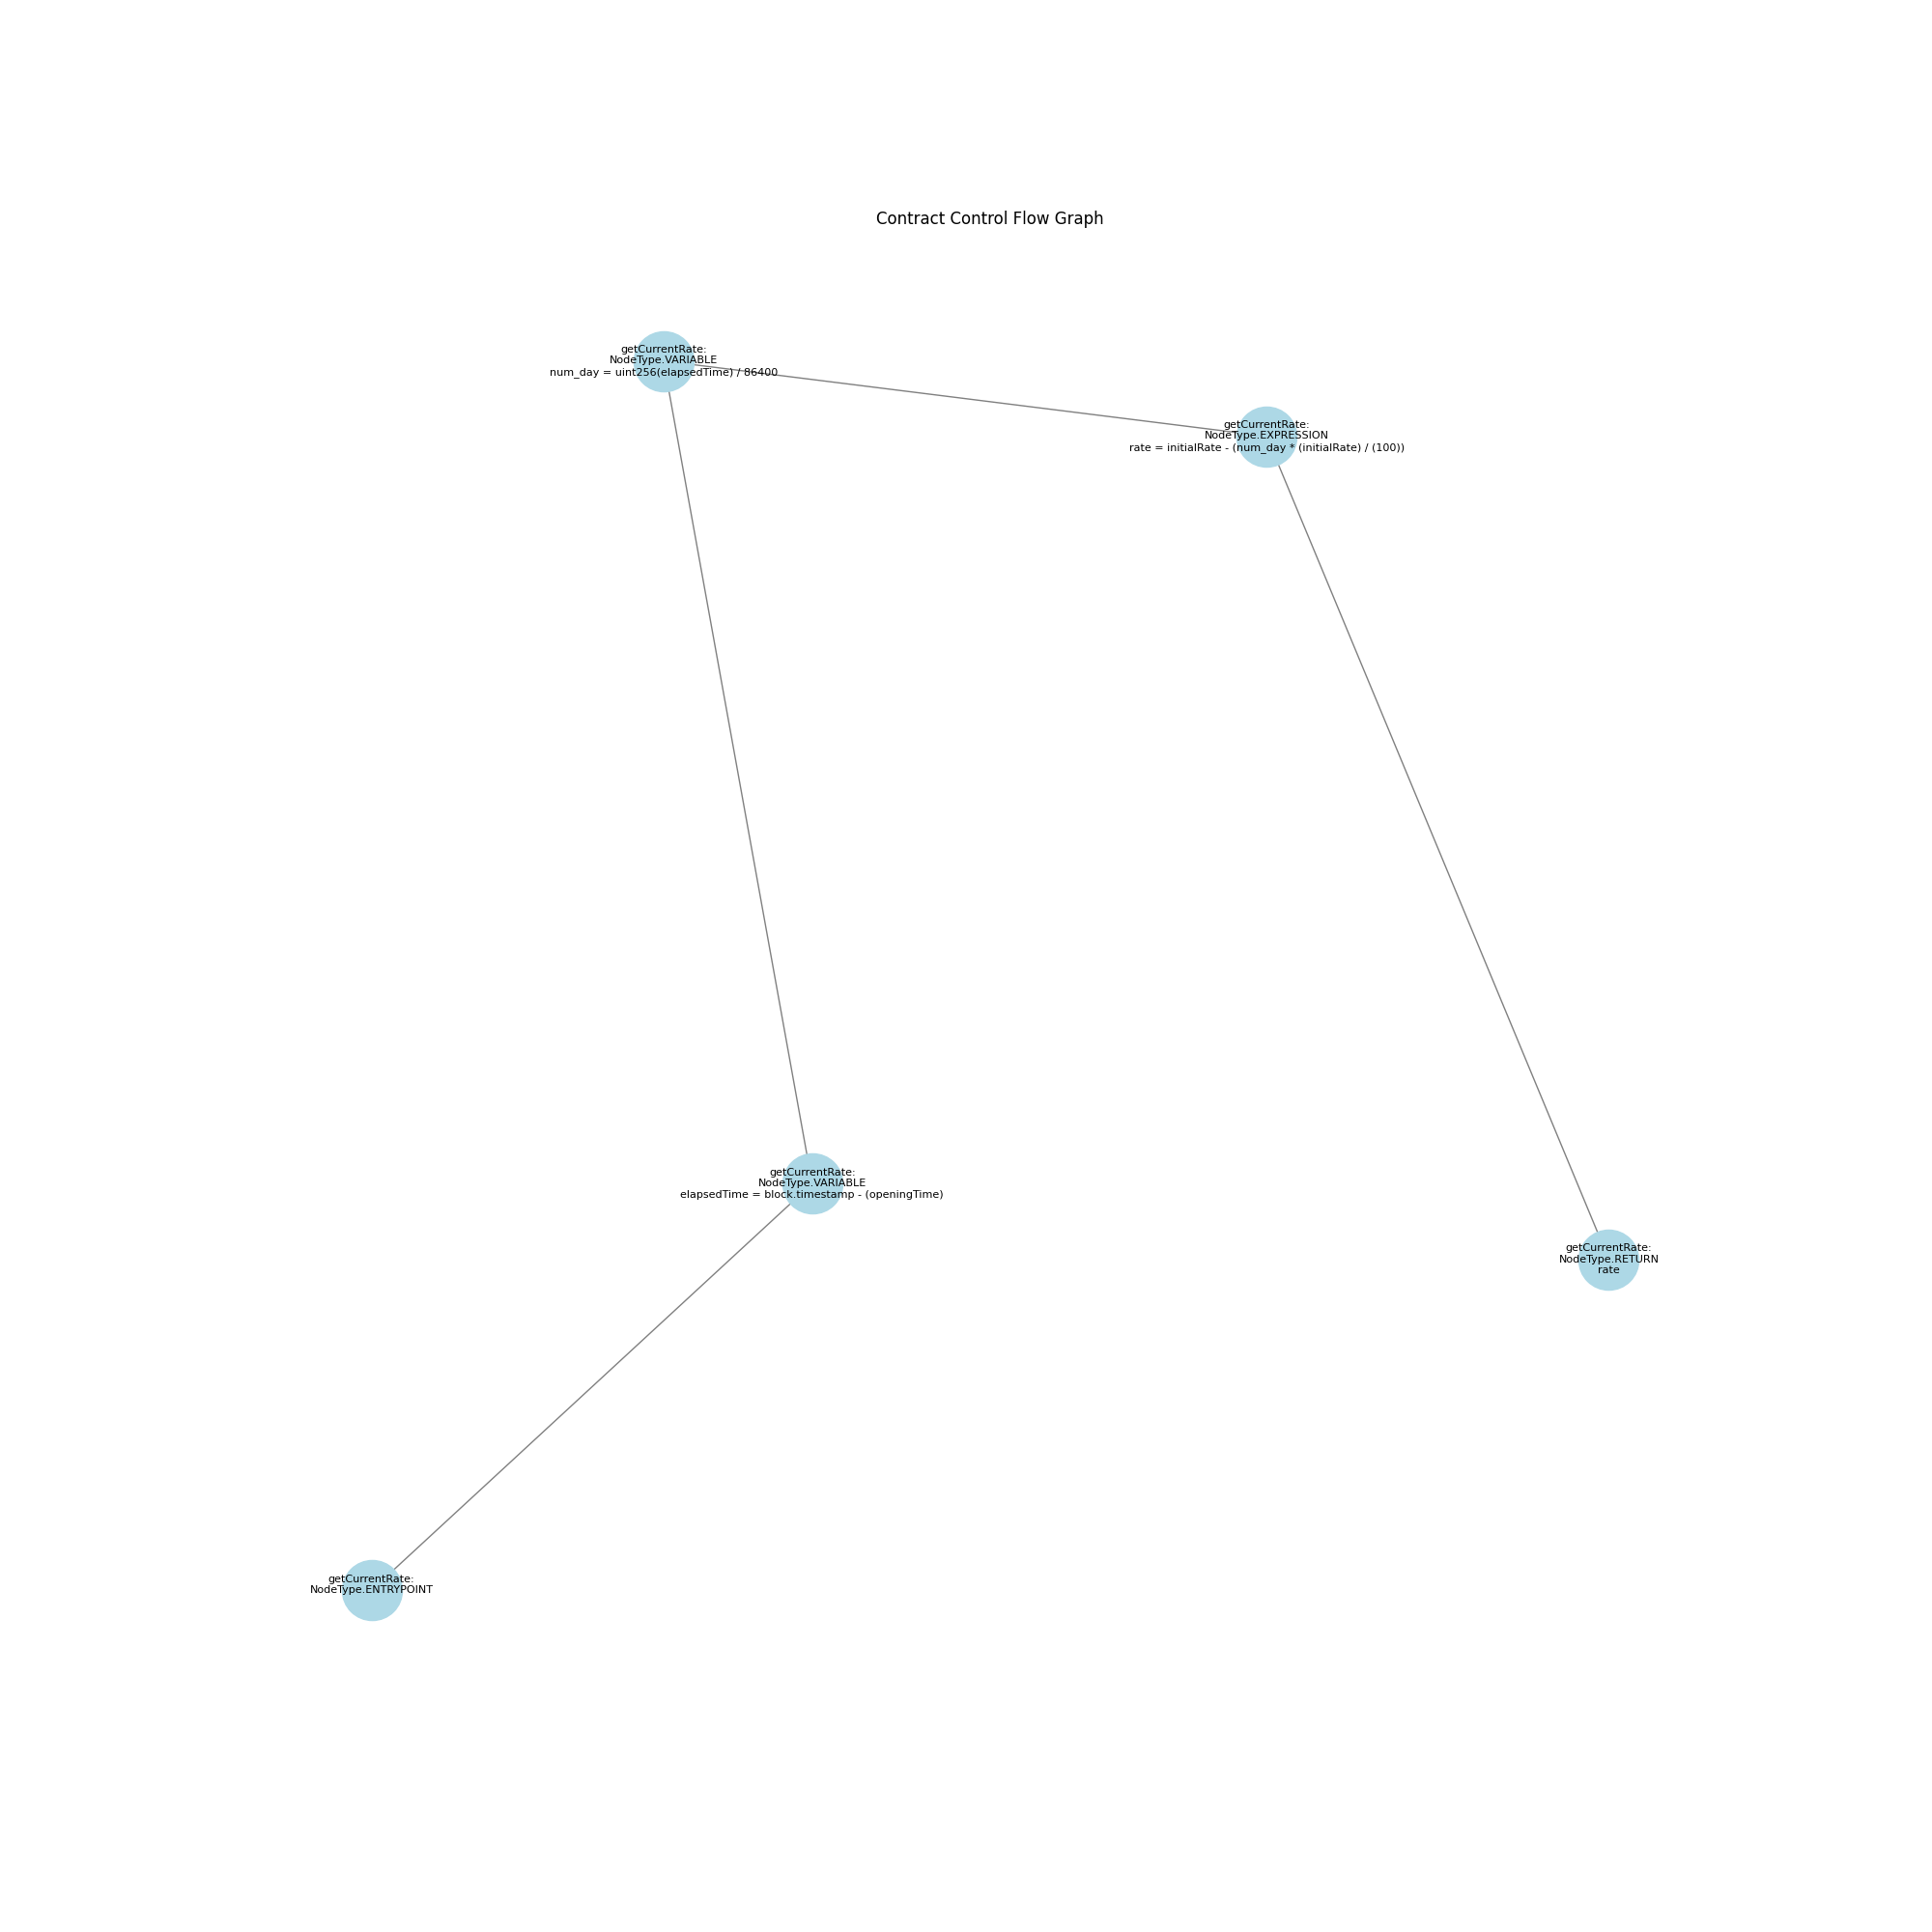 Contract Control Flow Graph
getCurrentRate:
NodeType.VARIABLE
num_day = uint256(elapsedTime) / 86400
getCurrentRate:
NodeType.EXPRESSION
rate = initialRate - (num_day * (initialRate) / (100))
getCurrentRate:
NodeType.VARIABLE
elapsedTime = block.timestamp - (openingTime)
getCurrentRate:
NodeType.RETURN
rate
getCurrentRate:
NodeType.ENTRYPOINT